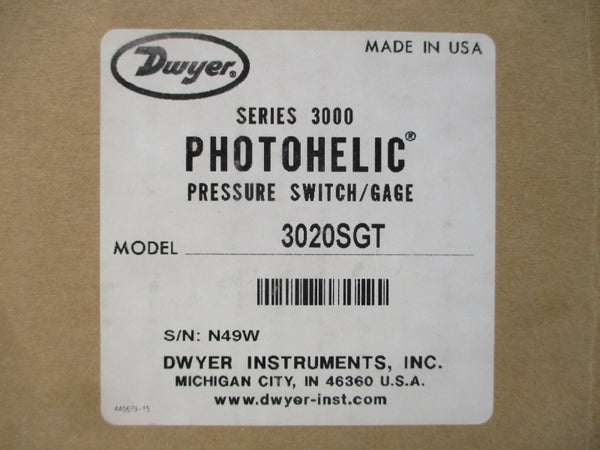 Dwyer®
MADE IN USA
SERIES 3000
PHOTOHELIC®
PRESSURE SWITCH/GAGE
MODEL 3020SGT
S/N: N49W
DWYER INSTRUMENTS, INC.
MICHIGAN CITY, IN 46360 U.S.A.
www.dwyer-inst.com